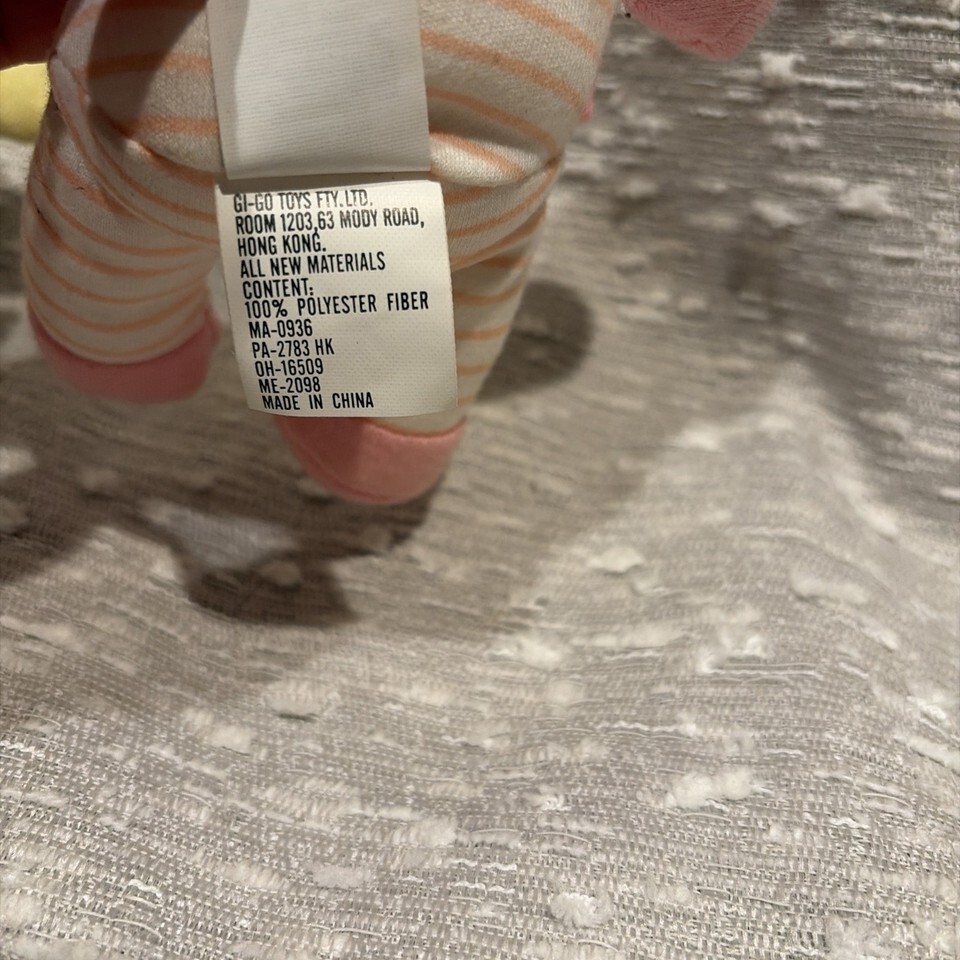 GI-GO TOYS FTY.LTD.
ROOM 1203,63 MODY ROAD,
HONG KONG.
ALL NEW MATERIALS
CONTENT:
100% POLYESTER FIBER
MA-0936
PA-2783 HK
OH-16509
ME-2098
MADE IN CHINA